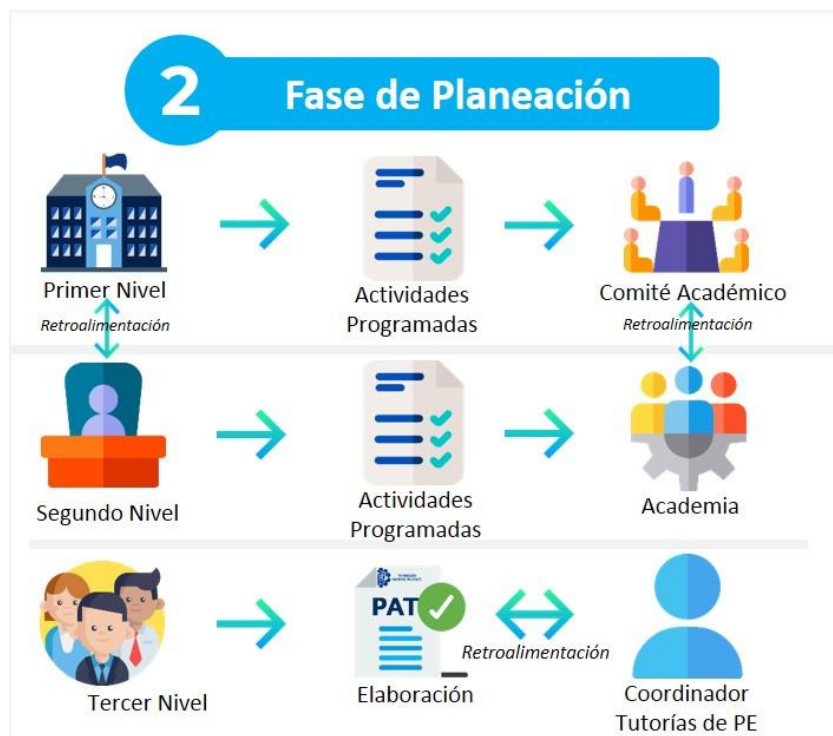 2
Fase de Planeación
Primer Nivel
Actividades
Programadas
Comité Académico
Retroalimentación
Retroalimentación
Segundo Nivel
Actividades
Programadas
Academia
PAT
Retroalimentación
Tercer Nivel
Elaboración
Coordinador
Tutorías de PE